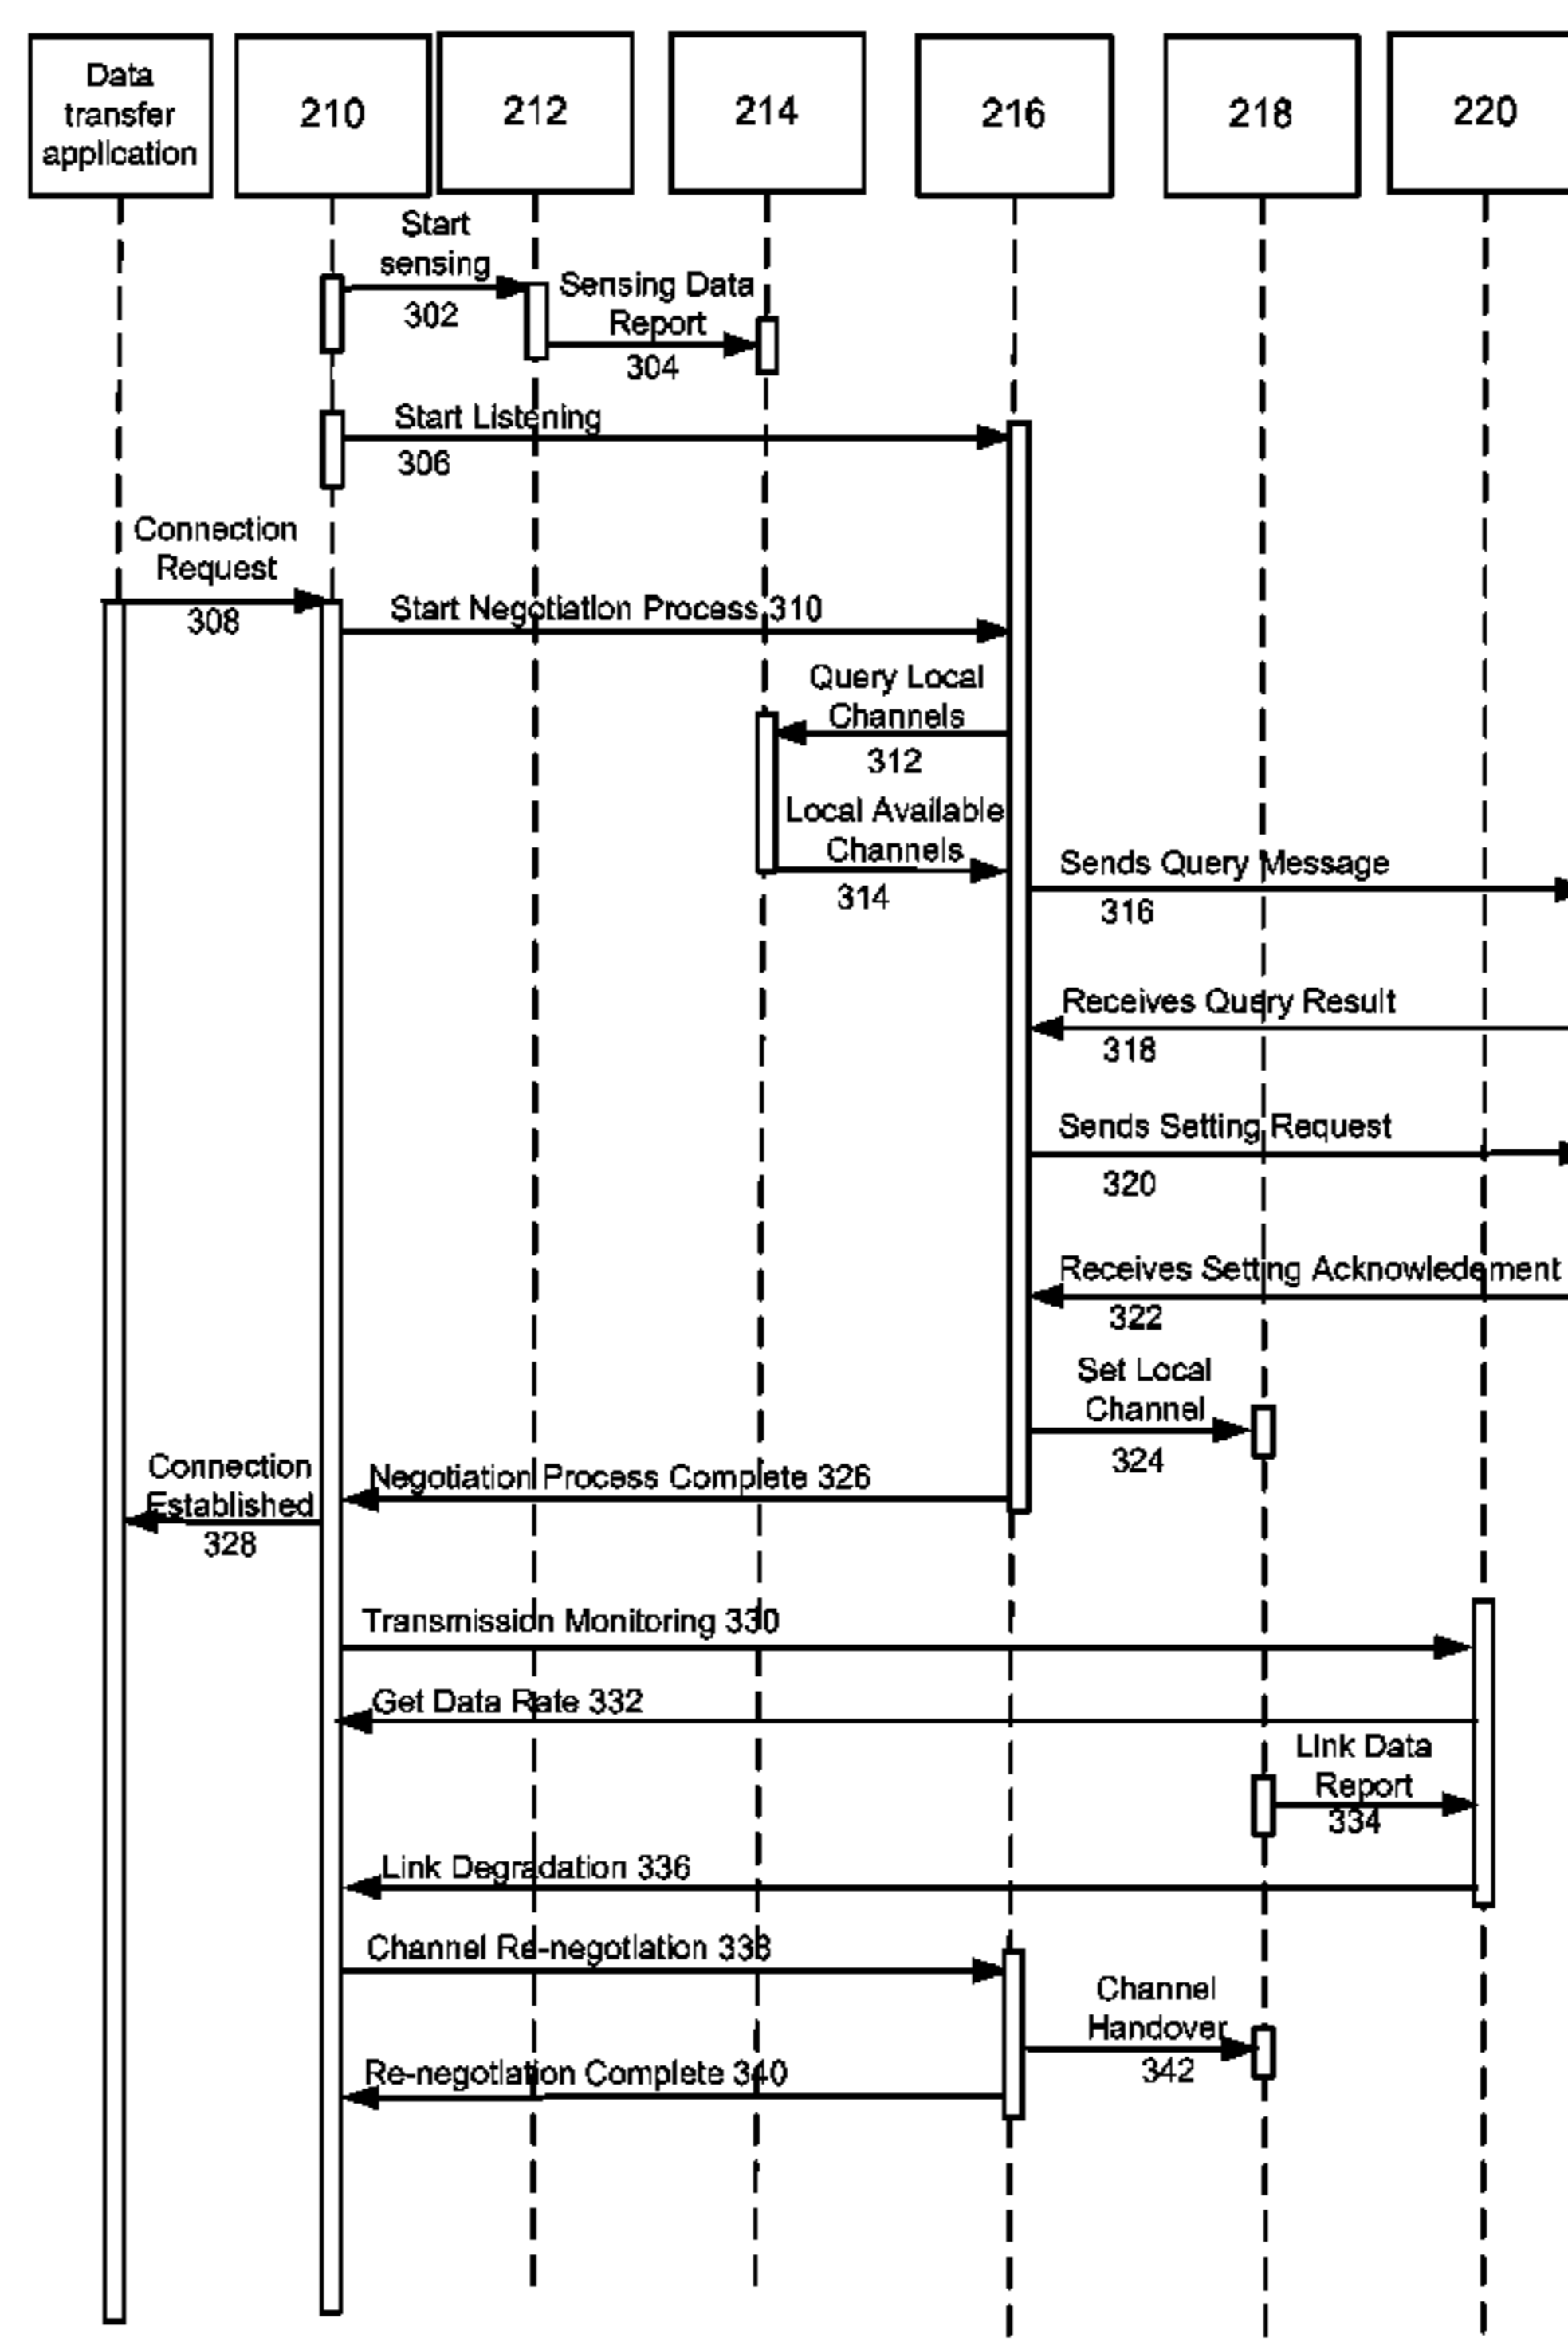 Data
transfer
application
210
212
214
216
218
220
Start
sensing
302
Sensing Data
Report
304
Start Listening
306
Connection
Request
308
Start Negotiation Process 310
Query Local
Channels
312
Local Available
Channels
314
Sends Query Message
316
Receives Query Result
318
Sends Setting Request
320
Receives Setting Acknowledement
322
Set Local
Channel
324
Connection
Established
328
Negotiation Process Complete 326
Transmission Monitoring 330
Get Data Rate 332
Link Data
Report
334
Link Degradation 336
Channel Re-negotiation 338
Channel
Handover
342
Re-negotiation Complete 340